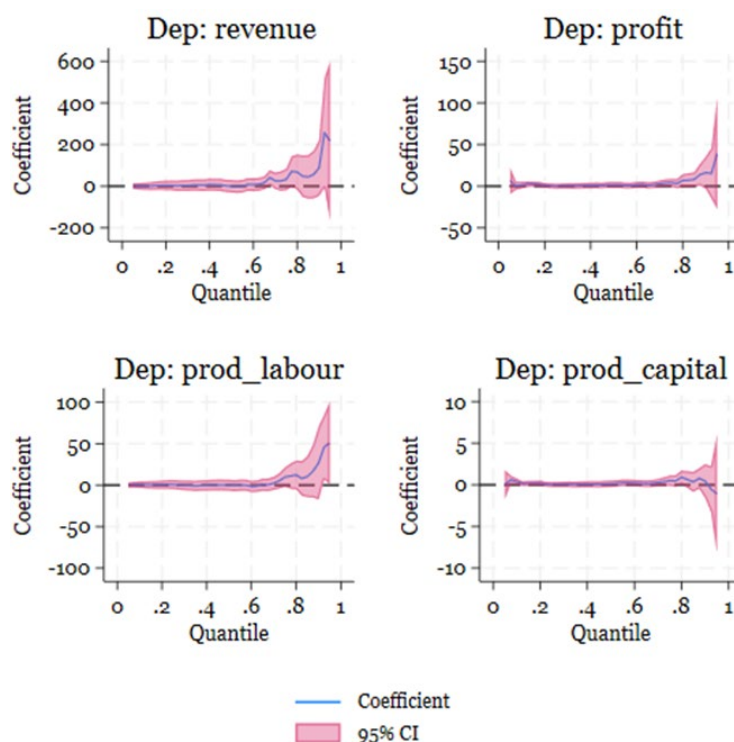 Dep: revenue
Coefficient
600
400
200
0
-200
0 .2 .4 .6 .8 1
Quantile
Dep: profit
Coefficient
150
100
50
0
-50
0 .2 .4 .6 .8 1
Quantile
Dep: prod_labour
Coefficient
100
50
0
-50
-100
0 .2 .4 .6 .8 1
Quantile
Dep: prod_capital
Coefficient
10
5
0
-5
-10
0 .2 .4 .6 .8 1
Quantile
Coefficient
95% CI